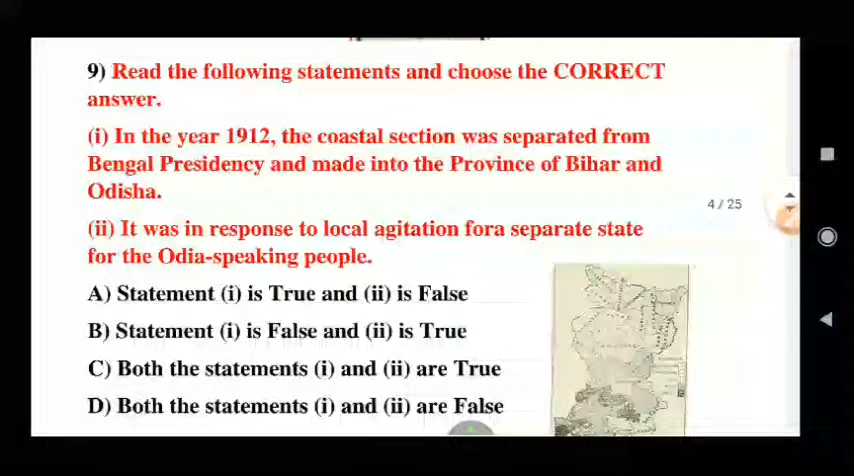 9) Read the following statements and choose the CORRECT
answer.
(i) In the year 1912, the coastal section was separated from
Bengal Presidency and made into the Province of Bihar and
Odisha.
4/25
(ii) It was in response to local agitation fora separate state
for the Odia-speaking people.
A) Statement (i) is True and (ii) is False
B) Statement (i) is False and (ii) is True
C) Both the statements (i) and (ii) are True
D) Both the statements (i) and (ii) are False